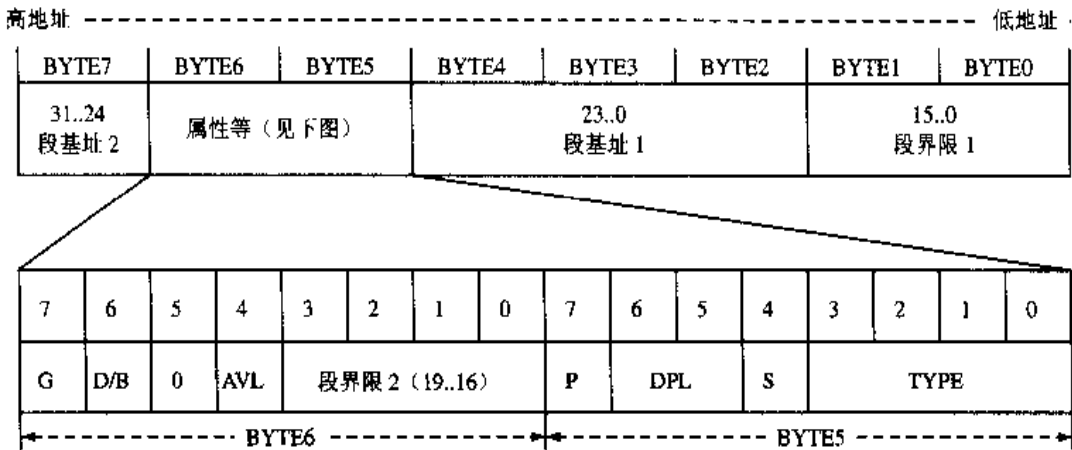 高地址 低地址
BYTE7 BYTE6 BYTE5 BYTE4 BYTE3 BYTE2 BYTE1 BYTE0
31..24 23..0 15..0
段基址 2 属性等（见下图） 段基址 1 段界限 1
7 6 5 4 3 2 1 0 7 6 5 4 3 2 1 0
G D/B 0 AVL 段界限 2（19..16） P DPL S TYPE
BYTE6 BYTE5